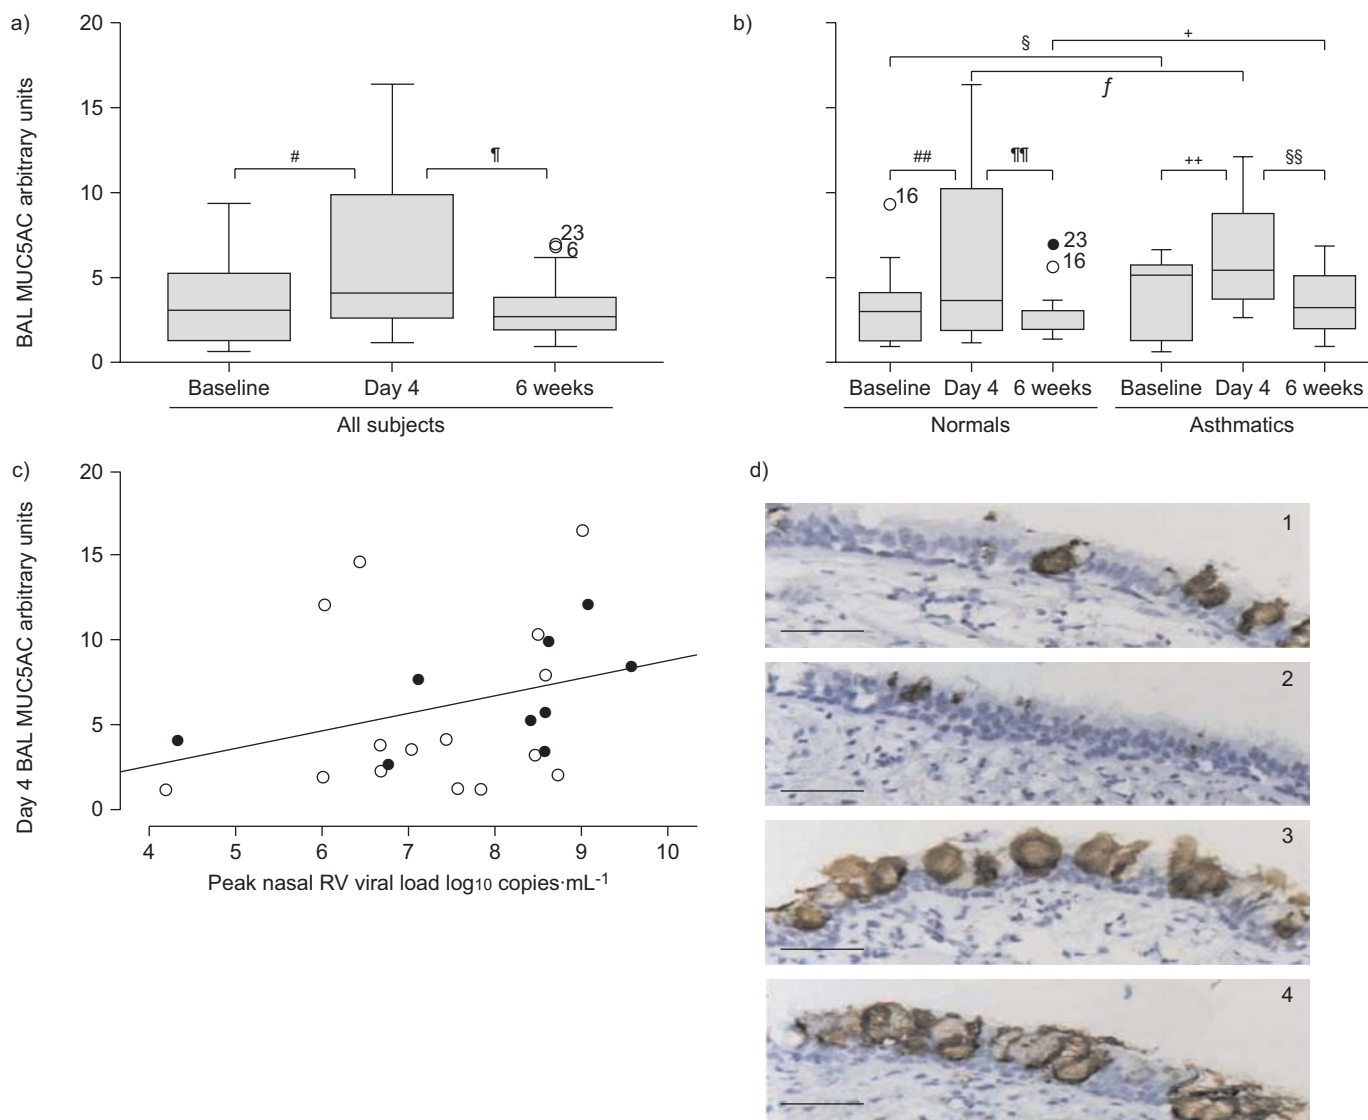 a)
BAL MUC5AC arbitrary units
20
15
10
5
0
#
¶
23
6
Baseline Day 4 6 weeks
All subjects
b)
§
+
ƒ
##
¶¶
++
§§
16
23
16
Baseline Day 4 6 weeks Baseline Day 4 6 weeks
Normals Asthmatics
c)
Day 4 BAL MUC5AC arbitrary units
20
15
10
5
0
4 5 6 7 8 9 10
Peak nasal RV viral load log10 copies·mL-1
d)
1
2
3
4